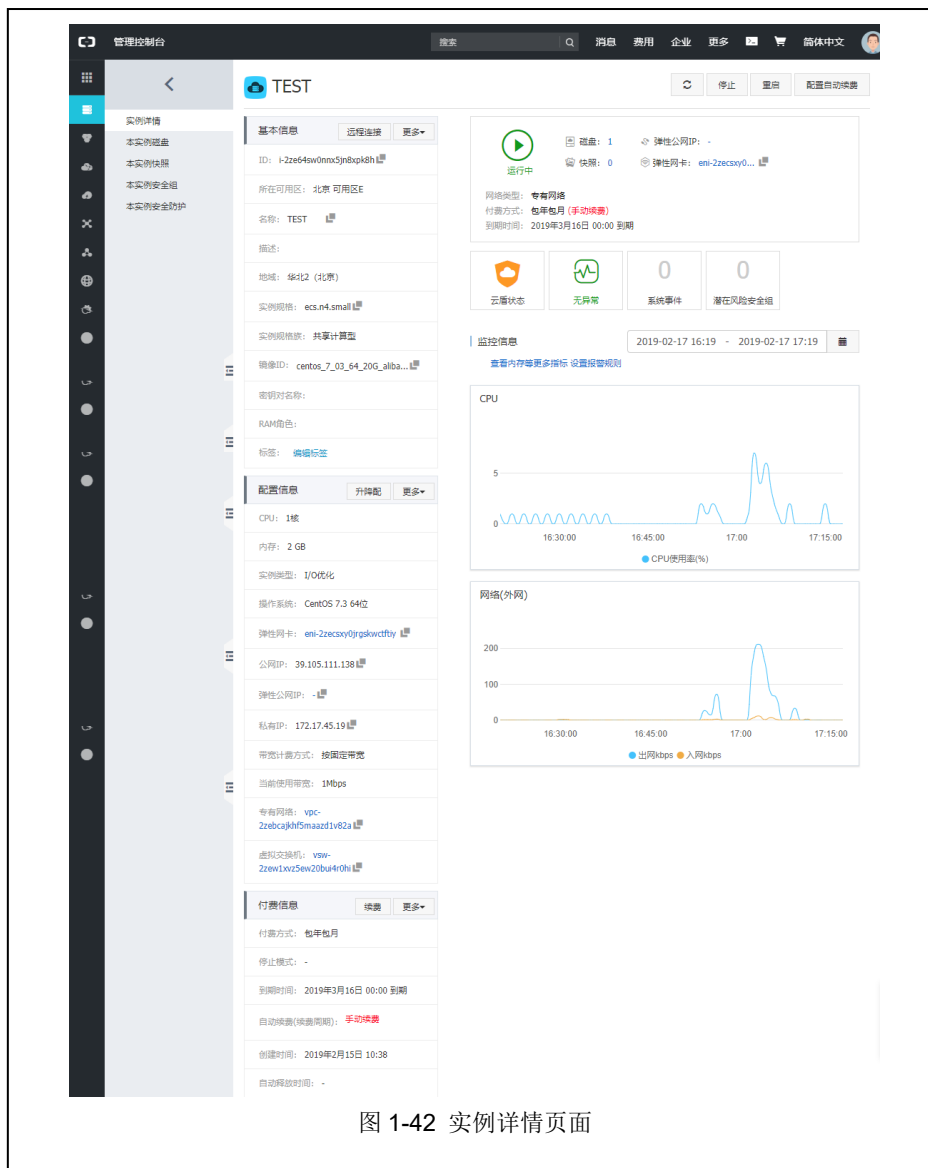 管理控制台
搜索
消息 费用 企业 更多 简体中文
TEST
停止 重启 配置自动续费
实例详情
本实例磁盘
本实例快照
本实例安全组
本实例安全防护
基本信息 远程连接 更多
ID: i-2ze64sw0nnx5jn8xpk8h
所在可用区: 北京 可用区E
名称: TEST
描述:
地域: 华北2（北京）
实例规格: ecs.n4.small
实例规格族: 共享计算型
镜像ID: centos_7_03_64_20G_aliba...
密钥对名称:
RAM角色:
标签: 编辑标签
配置信息 升降配 更多
CPU: 1核
内存: 2 GB
实例类型: I/O优化
操作系统: CentOS 7.3 64位
弹性网卡: eni-2zecsxy0jrgskwctftiy
公网IP: 39.105.111.138
弹性公网IP: -
私有IP: 172.17.45.19
带宽计费方式: 按固定带宽
当前使用带宽: 1Mbps
专有网络: vpc-
2zebcajkhf5maazd1v82a
虚拟交换机: vsw-
2zew1xvz5ew20bui4r0hi
付费信息 续费 更多
付费方式: 包年包月
停止模式: -
到期时间: 2019年3月16日 00:00 到期
自动续费(续费周期): 手动续费
创建时间: 2019年2月15日 10:38
自动释放时间: -
运行中
磁盘: 1 弹性公网IP: -
快照: 0 弹性网卡: eni-2zecsxy0...
网络类型: 专有网络
付费方式: 包年包月 (手动续费)
到期时间: 2019年3月16日 00:00 到期
云盾状态
无异常
0
系统事件
0
潜在风险安全组
监控信息 2019-02-17 16:19 - 2019-02-17 17:19
查看内存等更多指标 设置报警规则
CPU
5
0
16:30:00 16:45:00 17:00 17:15:00
CPU使用率(%)
网络(外网)
200
100
0
16:30:00 16:45:00 17:00 17:15:00
出网kbps 入网kbps
图 1-42 实例详情页面